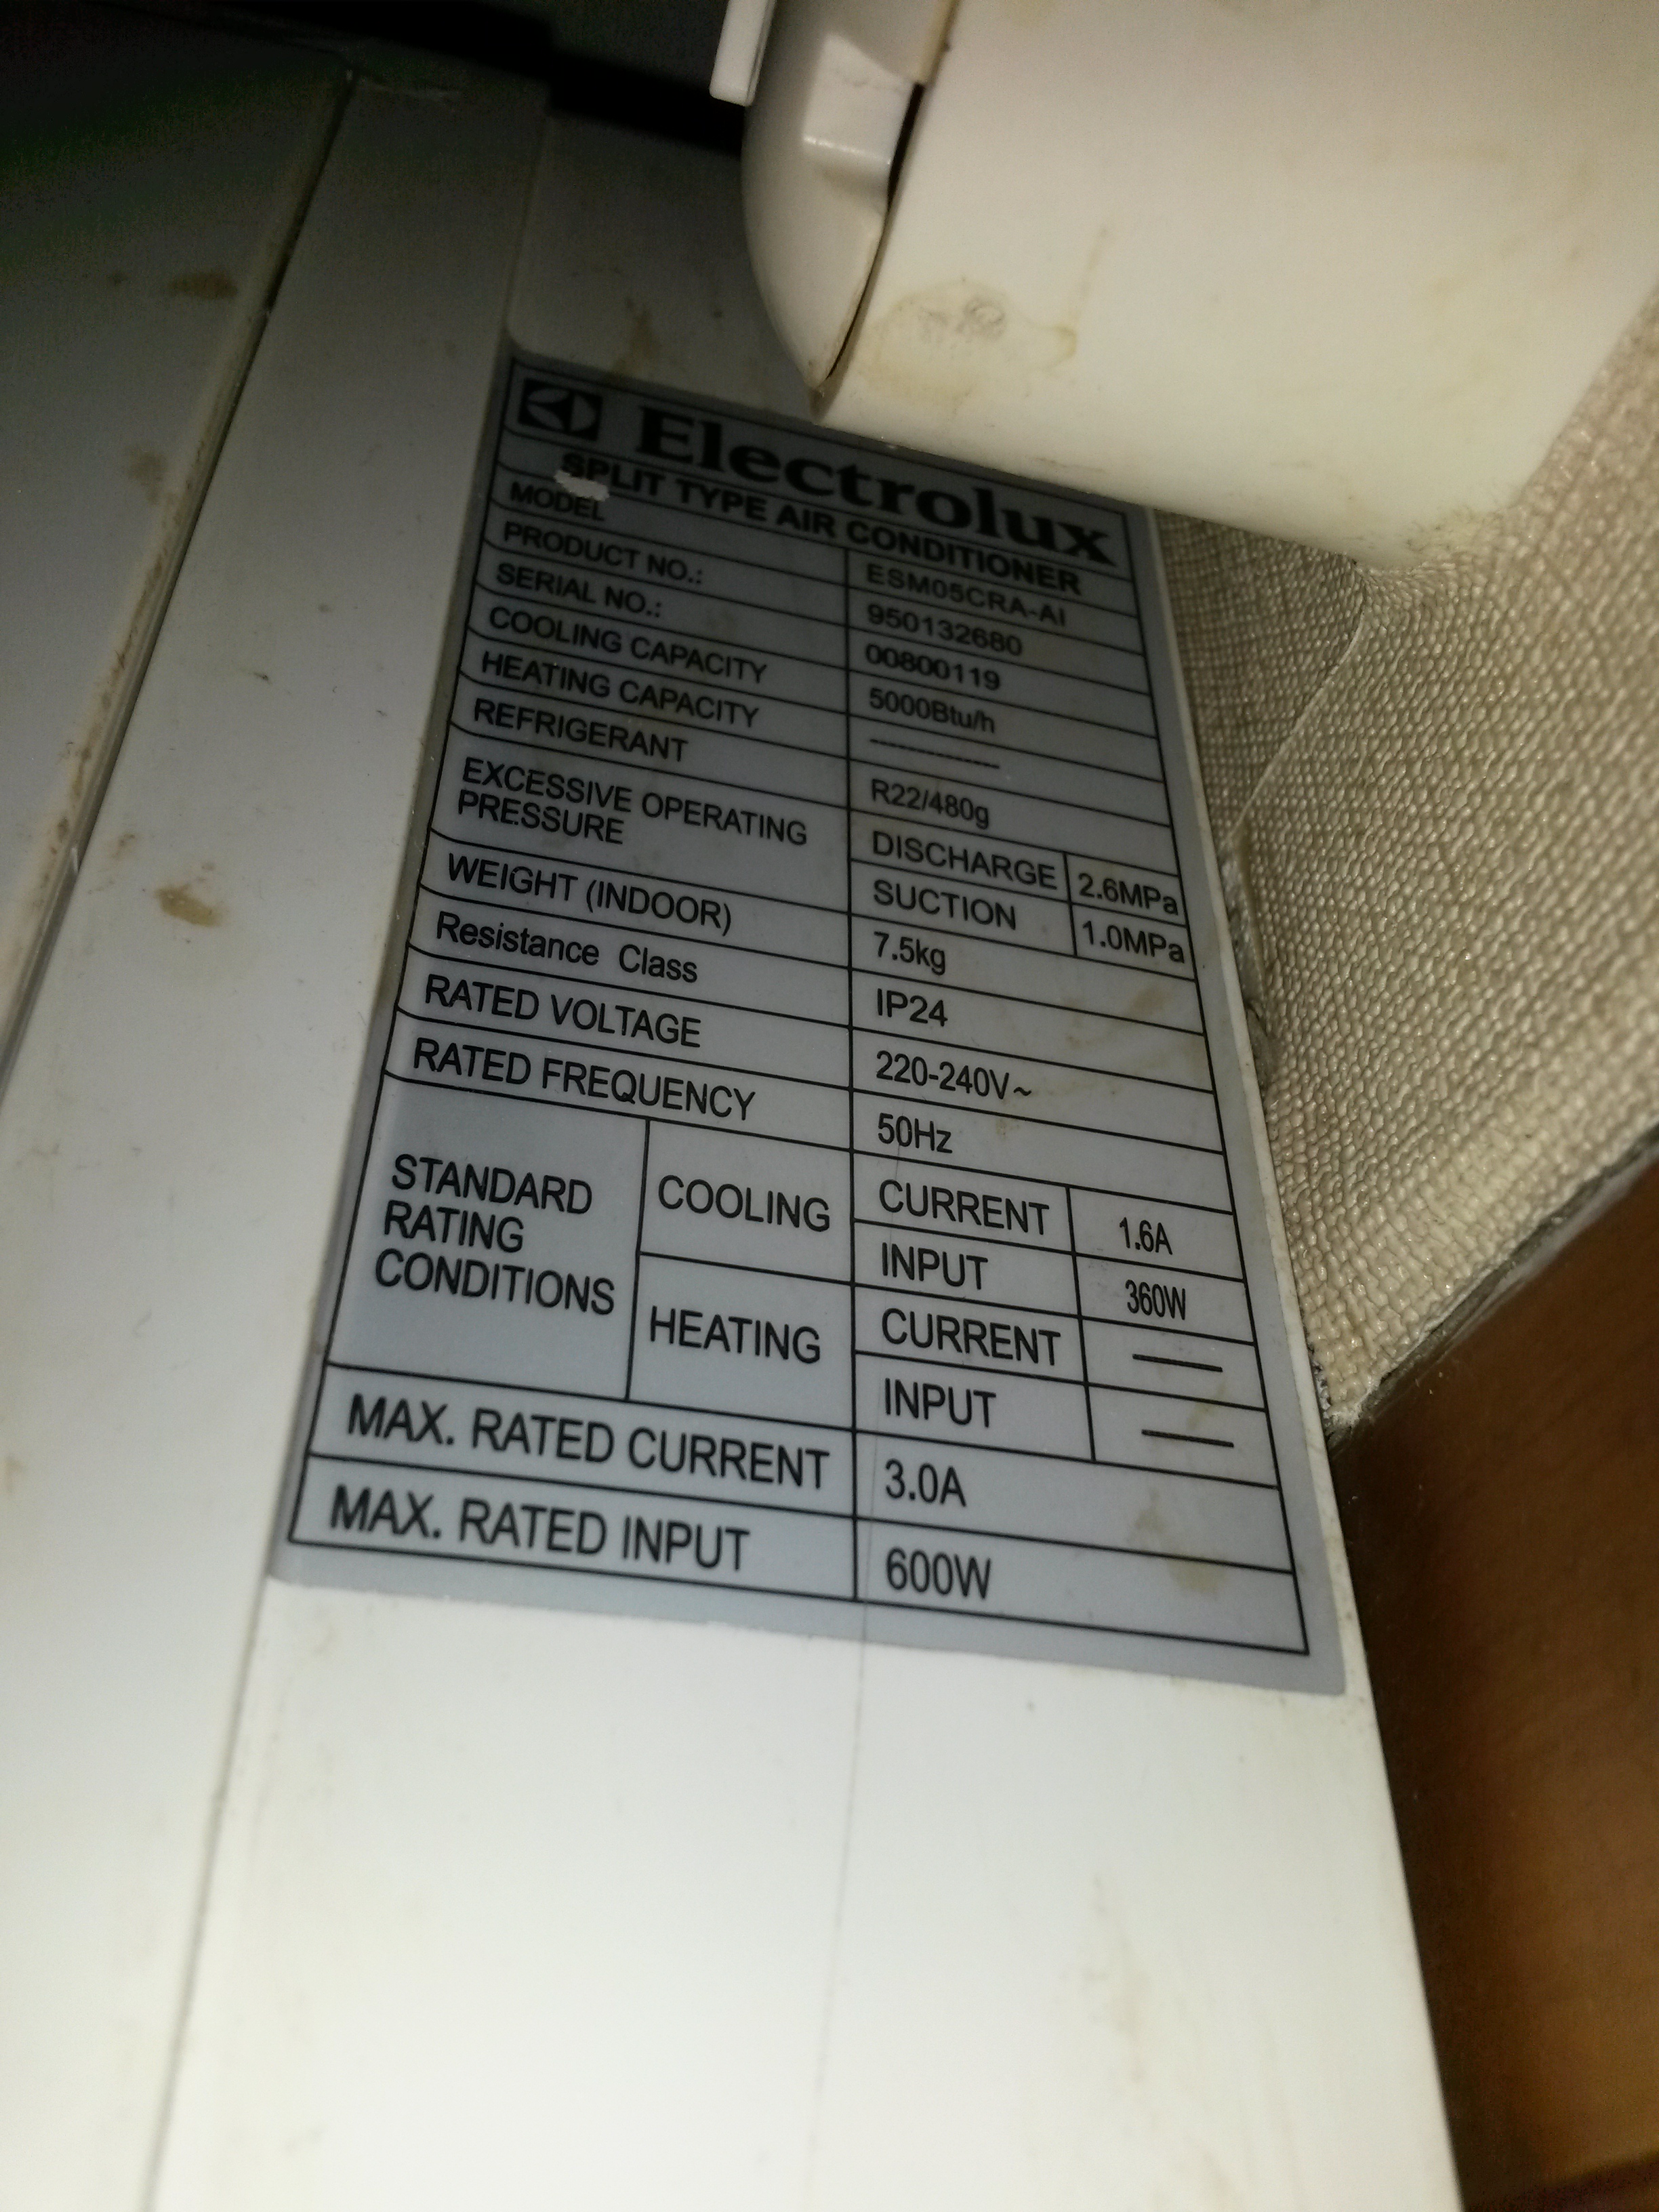 Electrolux
SPLIT TYPE AIR CONDITIONER
MODEL ESM05CRA-AI
PRODUCT NO.: 950132680
SERIAL NO.: 00800119
COOLING CAPACITY 5000Btu/h
HEATING CAPACITY ------------
REFRIGERANT R22/480g
EXCESSIVE OPERATING
PRESSURE
DISCHARGE 2.6MPa
SUCTION 1.0MPa
WEIGHT (INDOOR) 7.5kg
Resistance Class IP24
RATED VOLTAGE 220-240V~
RATED FREQUENCY 50Hz
STANDARD
RATING
CONDITIONS
COOLING
CURRENT 1.6A
INPUT 360W
HEATING
CURRENT —
INPUT —
MAX. RATED CURRENT 3.0A
MAX. RATED INPUT 600W